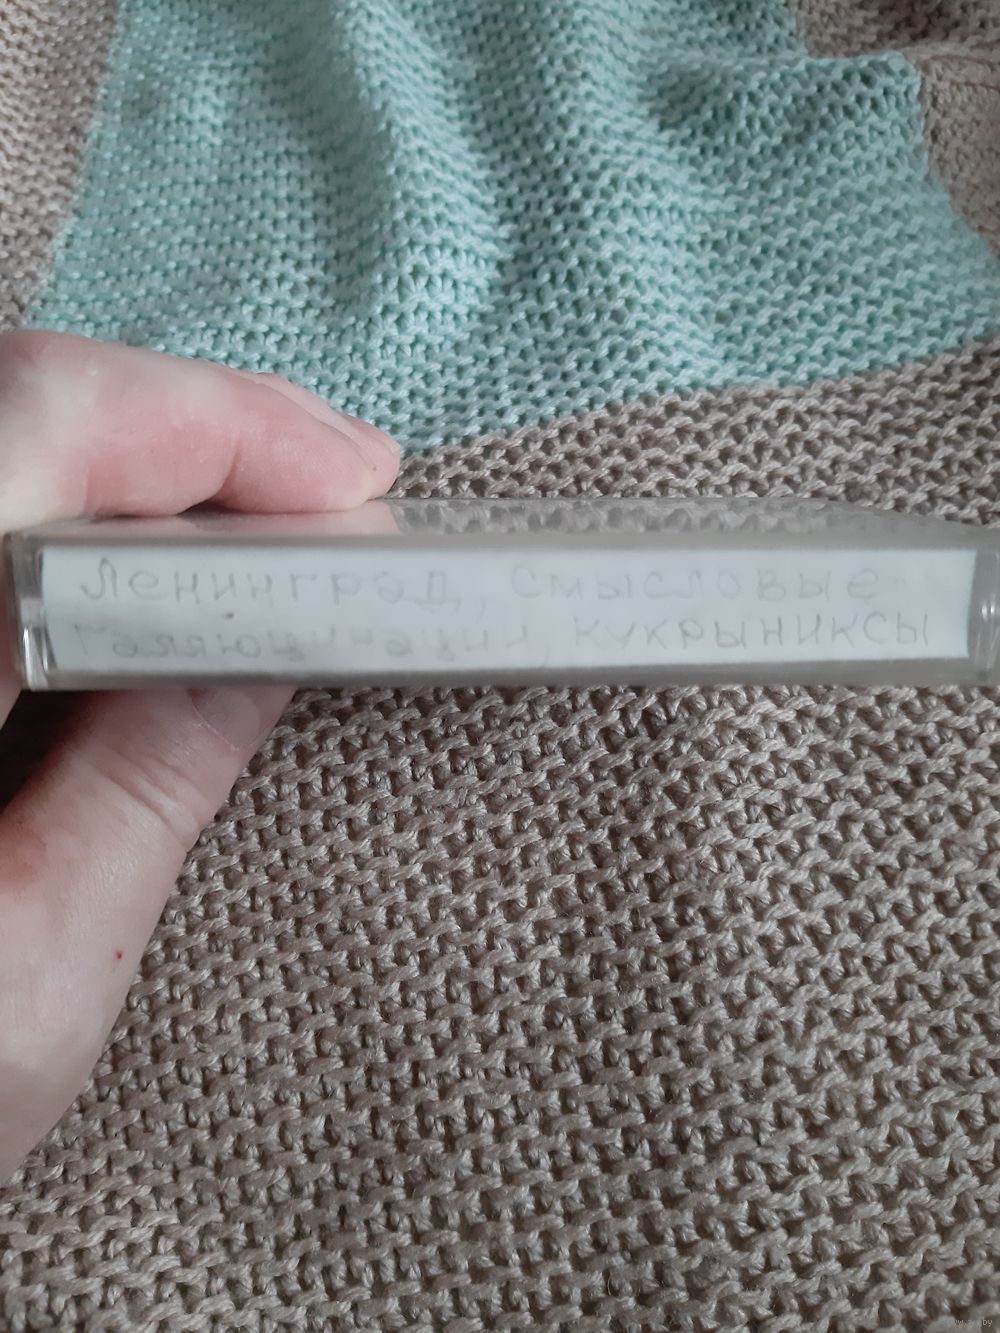 Ленинград, Смысловые
Галлюцинации, Кукрыниксы